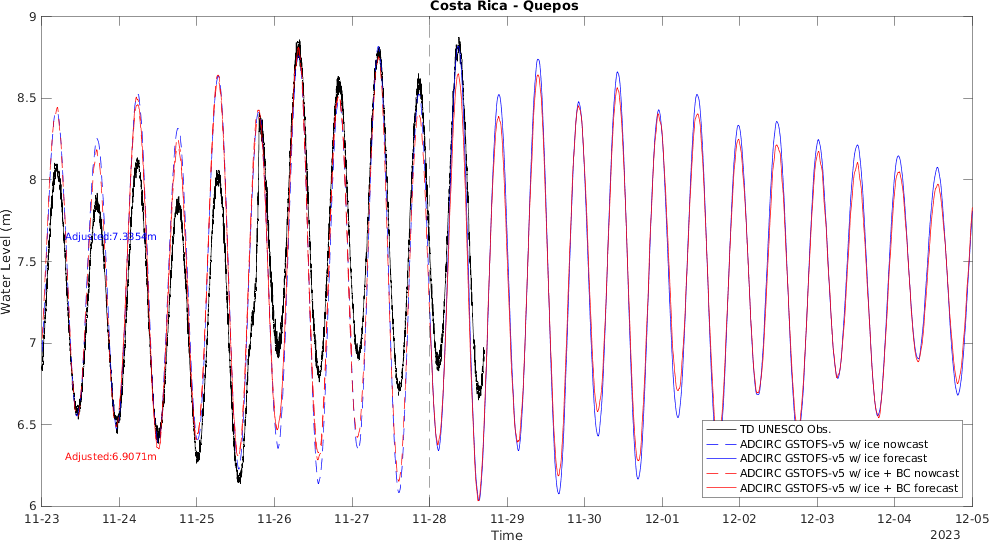 Costa Rica - Quepos
9
8.5
8
7.5
7
6.5
6
Water Level (m)
Adjusted:7.3354m
Adjusted:6.9071m
TD UNESCO Obs.
ADCIRC GSTOFS-v5 w/ ice nowcast
ADCIRC GSTOFS-v5 w/ ice forecast
ADCIRC GSTOFS-v5 w/ ice + BC nowcast
ADCIRC GSTOFS-v5 w/ ice + BC forecast
11-23 11-24 11-25 11-26 11-27 11-28 11-29 11-30 12-01 12-02 12-03 12-04 12-05
Time
2023